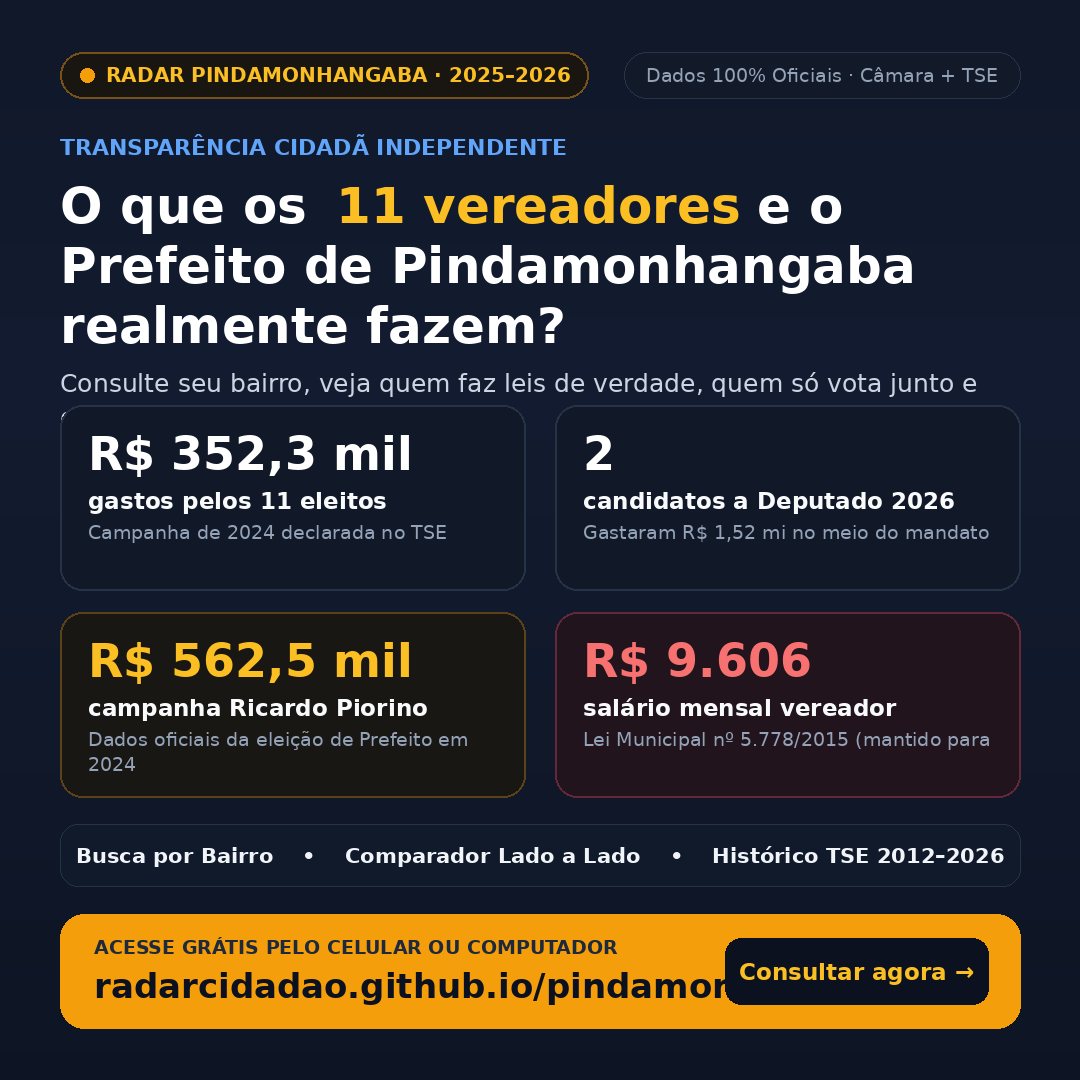 RADAR PINDAMONHANGABA · 2025–2026
Dados 100% Oficiais · Câmara + TSE
TRANSPARÊNCIA CIDADÃ INDEPENDENTE
O que os 11 vereadores e o
Prefeito de Pindamonhangaba
realmente fazem?
Consulte seu bairro, veja quem faz leis de verdade, quem só vota junto e
R$ 352,3 mil
gastos pelos 11 eleitos
Campanha de 2024 declarada no TSE
2
candidatos a Deputado 2026
Gastaram R$ 1,52 mi no meio do mandato
R$ 562,5 mil
campanha Ricardo Piorino
Dados oficiais da eleição de Prefeito em
2024
R$ 9.606
salário mensal vereador
Lei Municipal nº 5.778/2015 (mantido para
Busca por Bairro • Comparador Lado a Lado • Histórico TSE 2012–2026
ACESSE GRÁTIS PELO CELULAR OU COMPUTADOR
radarcidadao.github.io/pindamon
Consultar agora →